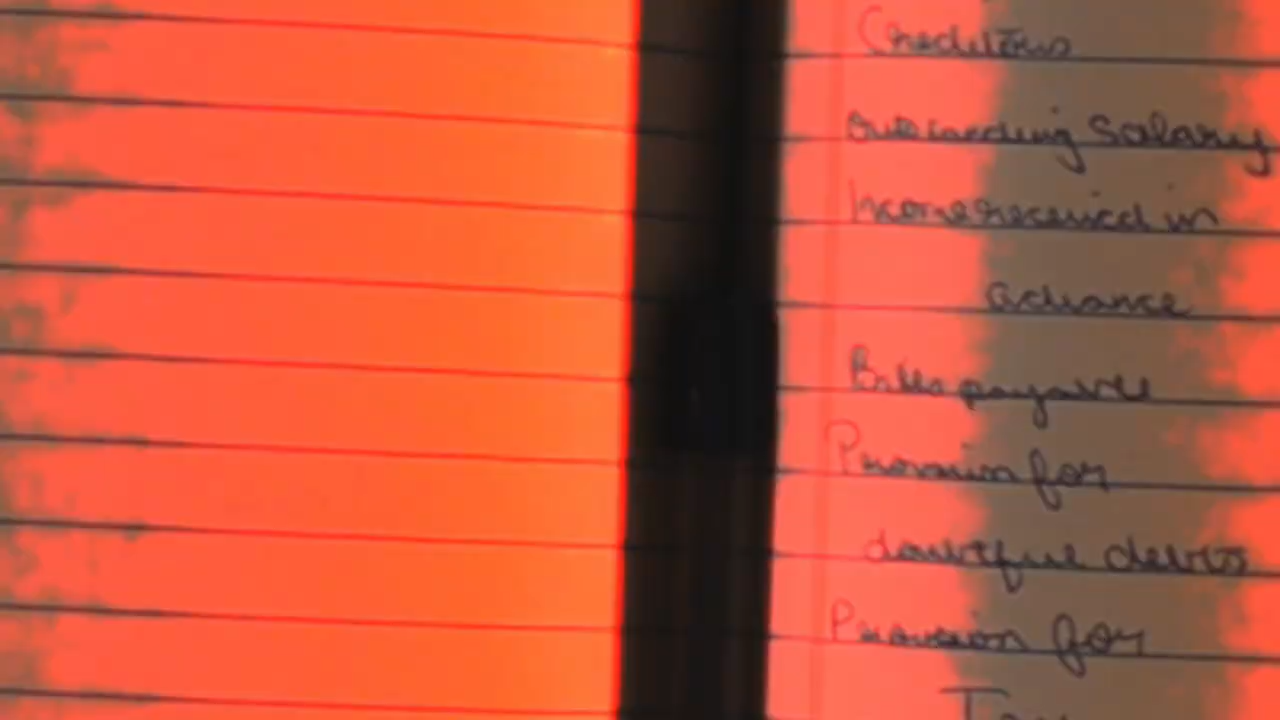 Creditors
Outstanding Salary
Income received in
advance
Bills payable
Provision for
doubtful debts
Provision for